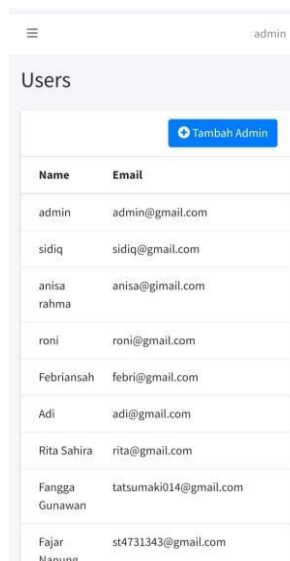 admin
Users
Tambah Admin
Name Email
admin admin@gmail.com
sidiq sidiq@gmail.com
anisa anisa@gimail.com
rahma
roni roni@gmail.com
Febriansah febri@gmail.com
Adi adi@gmail.com
Rita Sahira rita@gmail.com
Fangga tatsumaki014@gmail.com
Gunawan
Fajar st4731343@gmail.com